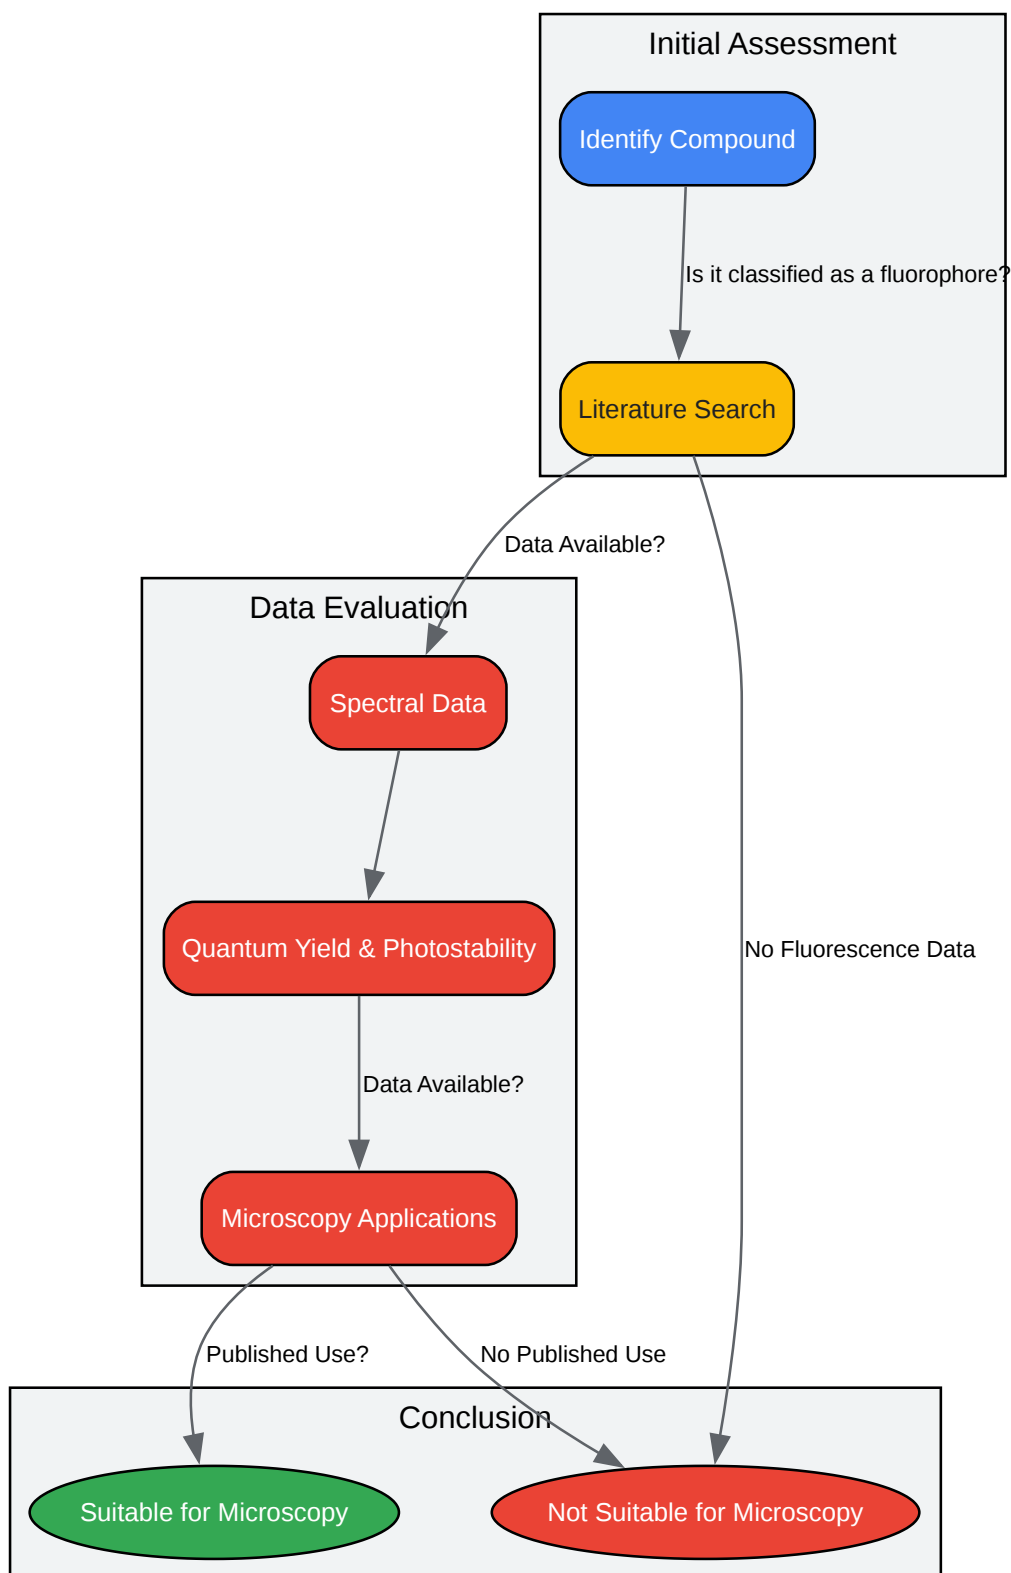 Initial Assessment
Identify Compound
Is it classified as a fluorophore?
Literature Search
Data Available?
Data Evaluation
Spectral Data
Quantum Yield & Photostability
No Fluorescence Data
Data Available?
Microscopy Applications
Published Use?
No Published Use
Conclusion
Suitable for Microscopy
Not Suitable for Microscopy